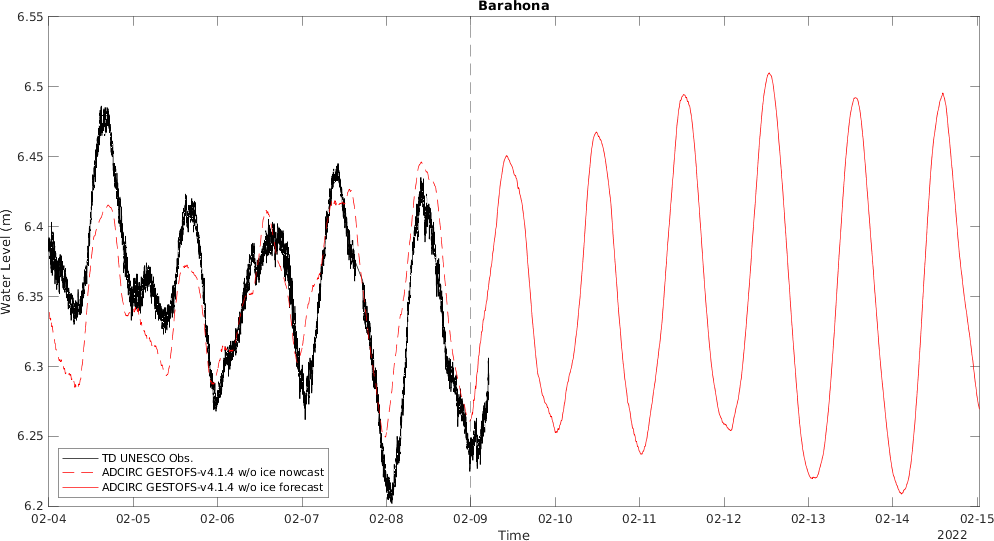 Barahona
6.55
6.5
6.45
6.4
6.35
6.3
6.25
6.2
Water Level (m)
TD UNESCO Obs.
ADCIRC GESTOFS-v4.1.4 w/o ice nowcast
ADCIRC GESTOFS-v4.1.4 w/o ice forecast
02-04 02-05 02-06 02-07 02-08 02-09 02-10 02-11 02-12 02-13 02-14 02-15
Time
2022